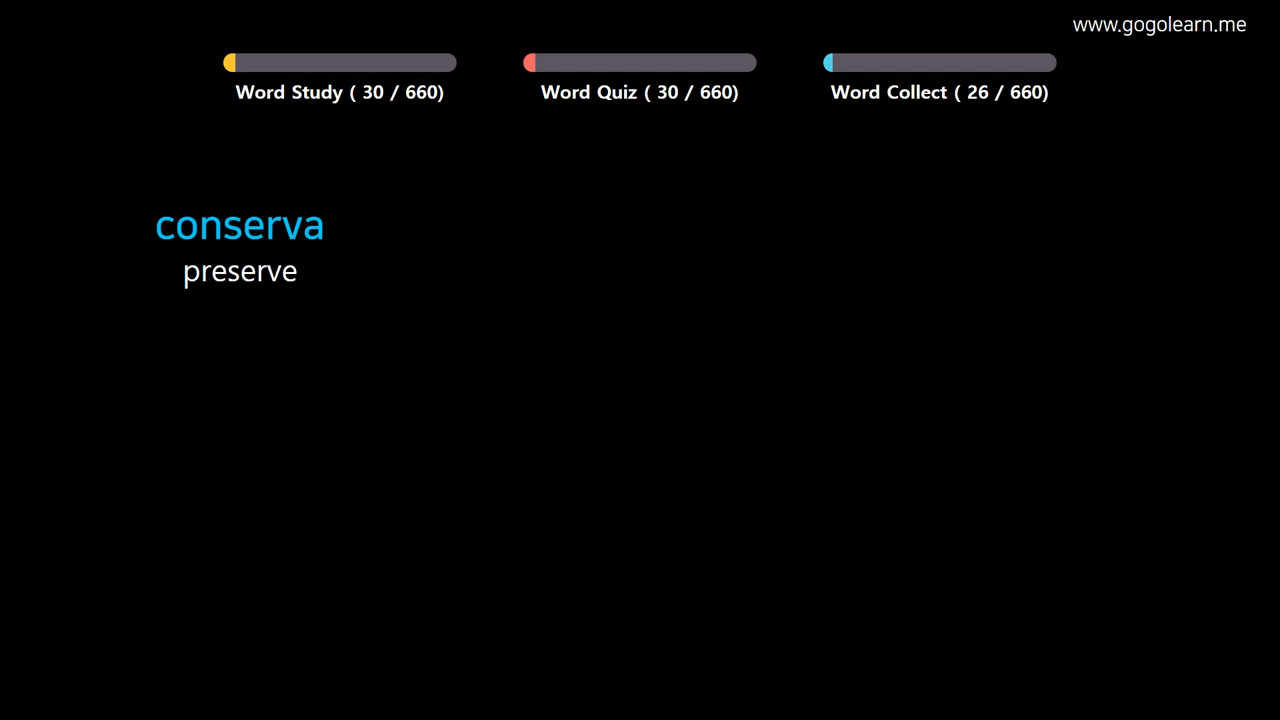 www.gogolearn.me
Word Study ( 30 / 660)
Word Quiz ( 30 / 660)
Word Collect ( 26 / 660)
conserva
preserve